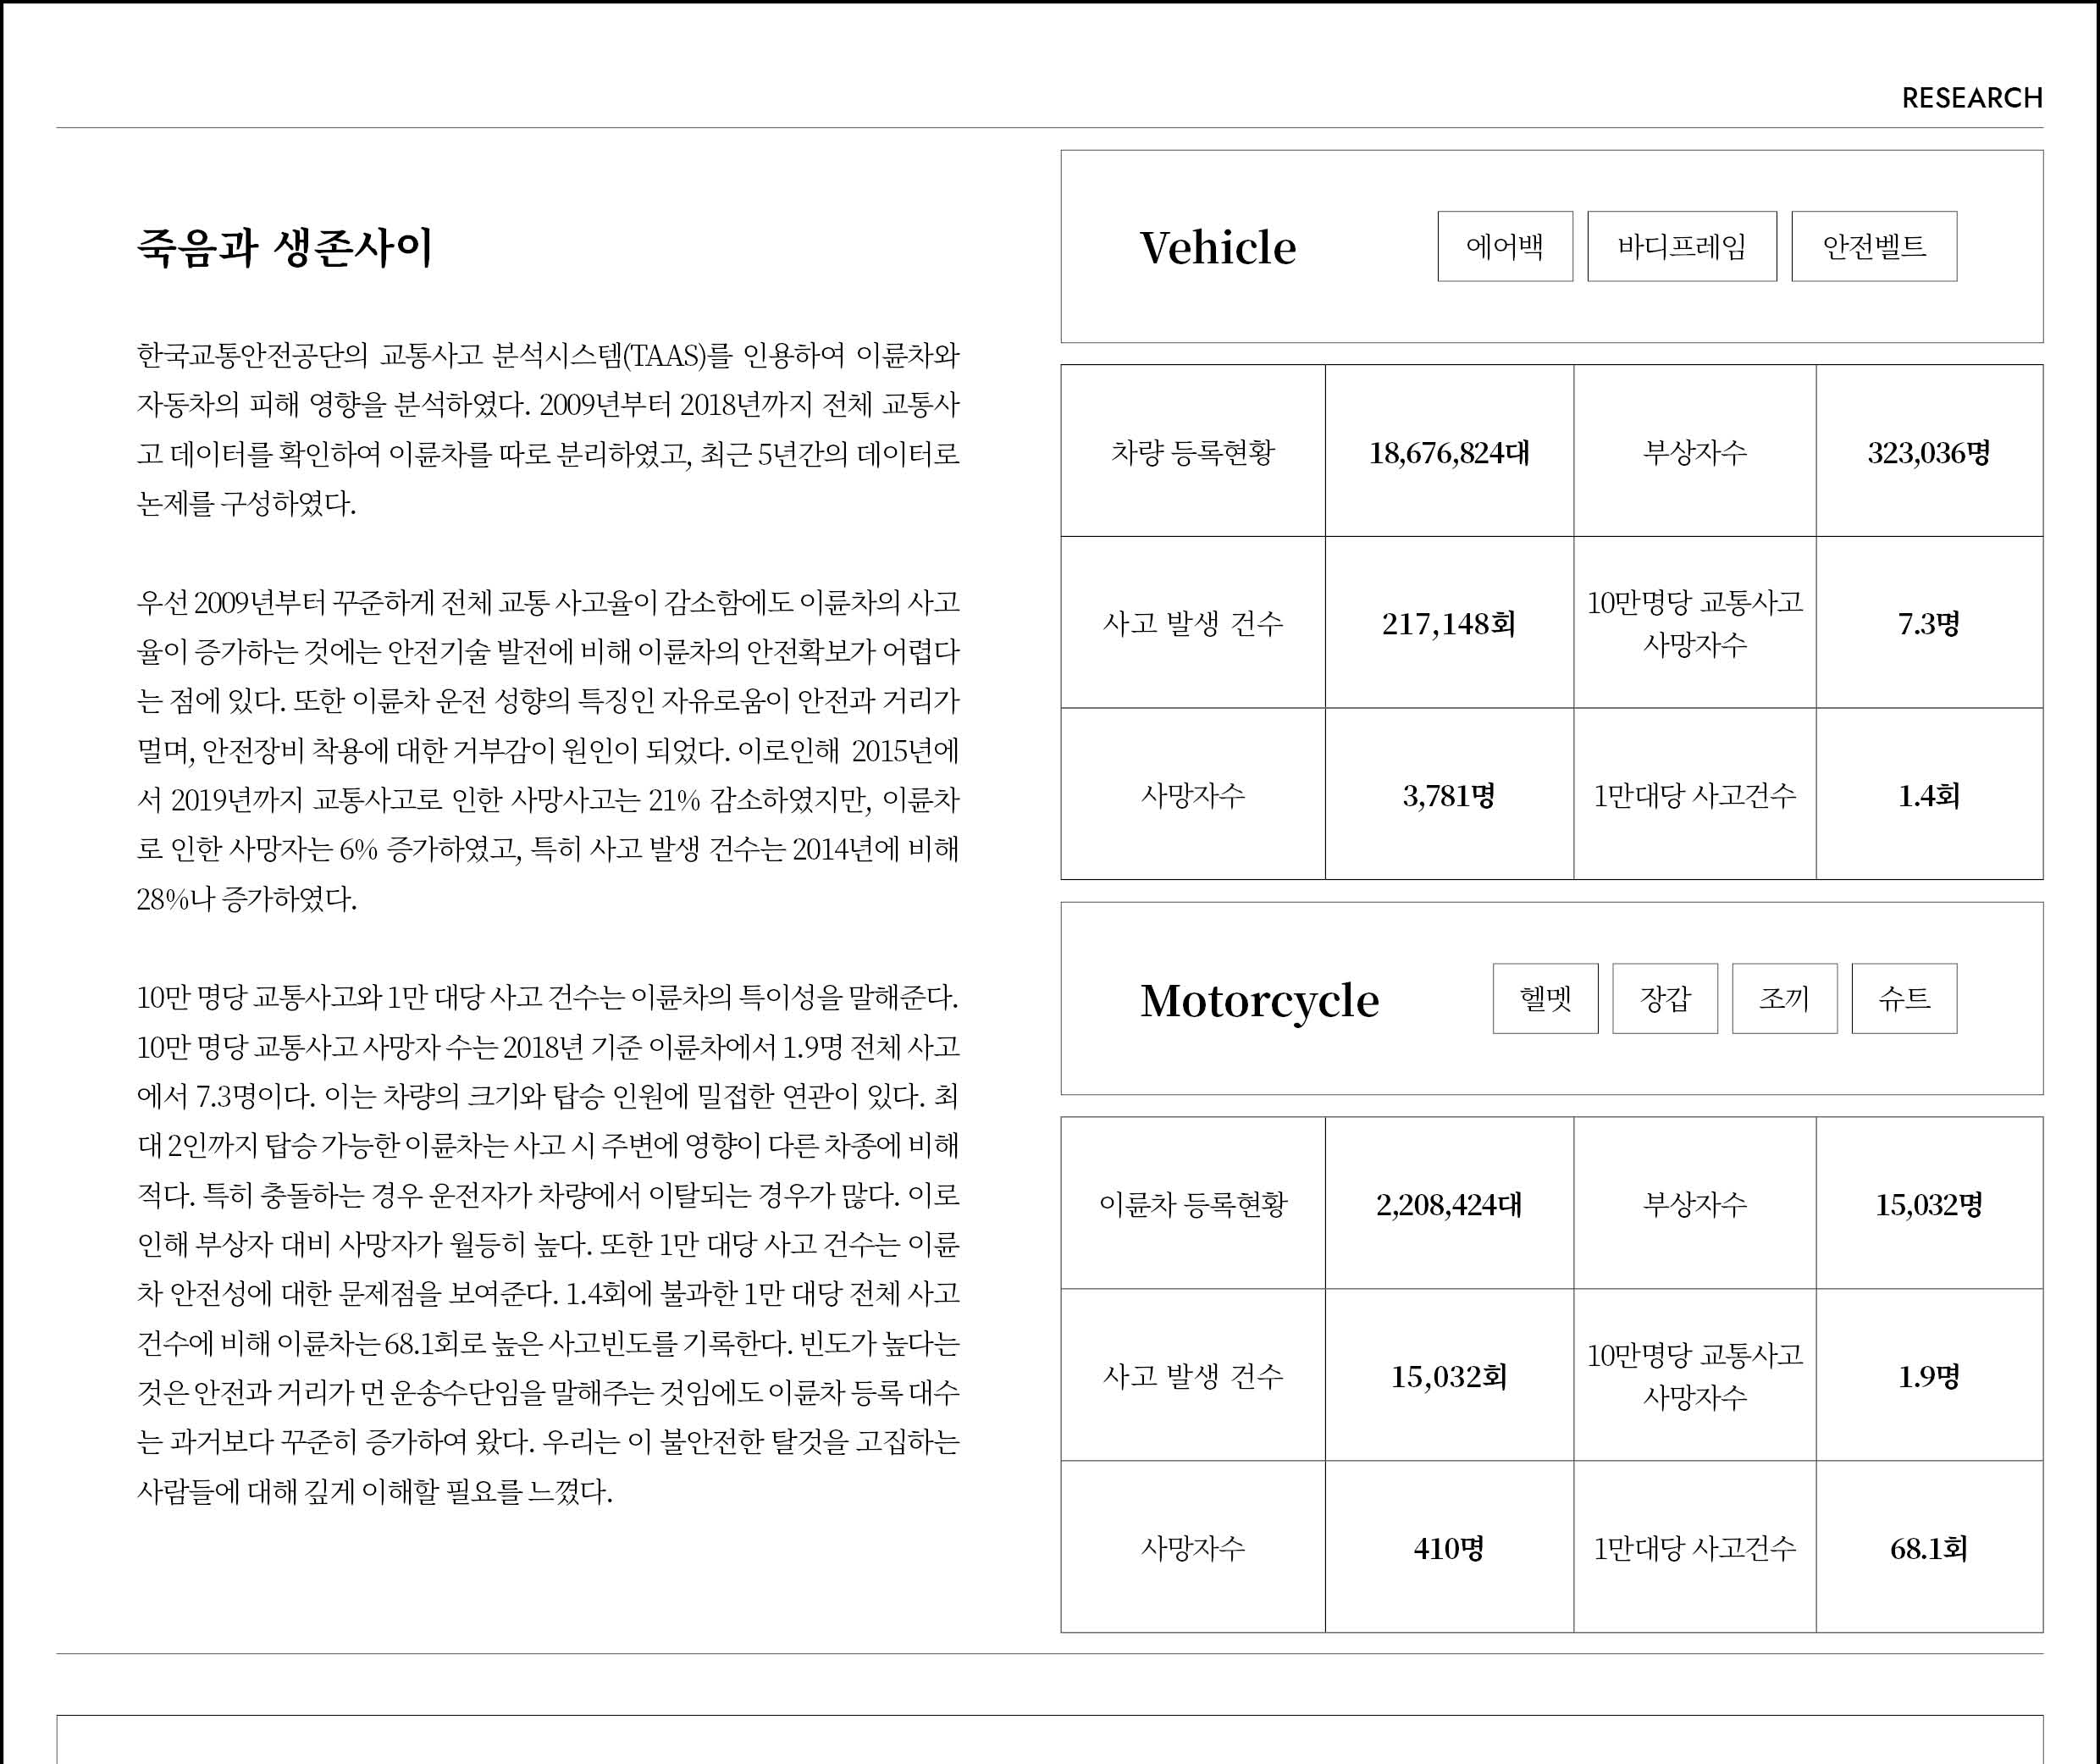 RESEARCH
죽음과 생존사이
한국교통안전공단의 교통사고 분석시스템(TAAS)를 인용하여 이륜차와
자동차의 피해 영향을 분석하였다. 2009년부터 2018년까지 전체 교통사
고 데이터를 확인하여 이륜차를 따로 분리하였고, 최근 5년간의 데이터로
논제를 구성하였다.
우선 2009년부터 꾸준하게 전체 교통 사고율이 감소함에도 이륜차의 사고
율이 증가하는 것에는 안전기술 발전에 비해 이륜차의 안전확보가 어렵다
는 점에 있다. 또한 이륜차 운전 성향의 특징인 자유로움이 안전과 거리가
멀며, 안전장비 착용에 대한 거부감이 원인이 되었다. 이로인해 2015년에
서 2019년까지 교통사고로 인한 사망사고는 21% 감소하였지만, 이륜차
로 인한 사망자는 6% 증가하였고, 특히 사고 발생 건수는 2014년에 비해
28%나 증가하였다.
10만 명당 교통사고와 1만 대당 사고 건수는 이륜차의 특이성을 말해준다.
10만 명당 교통사고 사망자 수는 2018년 기준 이륜차에서 1.9명 전체 사고
에서 7.3명이다. 이는 차량의 크기와 탑승 인원에 밀접한 연관이 있다. 최
대 2인까지 탑승 가능한 이륜차는 사고 시 주변에 영향이 다른 차종에 비해
적다. 특히 충돌하는 경우 운전자가 차량에서 이탈되는 경우가 많다. 이로
인해 부상자 대비 사망자가 월등히 높다. 또한 1만 대당 사고 건수는 이륜
차 안전성에 대한 문제점을 보여준다. 1.4회에 불과한 1만 대당 전체 사고
건수에 비해 이륜차는 68.1회로 높은 사고빈도를 기록한다. 빈도가 높다는
것은 안전과 거리가 먼 운송수단임을 말해주는 것임에도 이륜차 등록 대수
는 과거보다 꾸준히 증가하여 왔다. 우리는 이 불안전한 탈것을 고집하는
사람들에 대해 깊게 이해할 필요를 느꼈다.
Vehicle 에어백 바디프레임 안전벨트
차량 등록현황 18,676,824대 부상자수 323,036명
사고 발생 건수 217,148회 10만명당 교통사고
사망자수 7.3명
사망자수 3,781명 1만대당 사고건수 1.4회
Motorcycle 헬멧 장갑 조끼 슈트
이륜차 등록현황 2,208,424대 부상자수 15,032명
사고 발생 건수 15,032회 10만명당 교통사고
사망자수 1.9명
사망자수 410명 1만대당 사고건수 68.1회